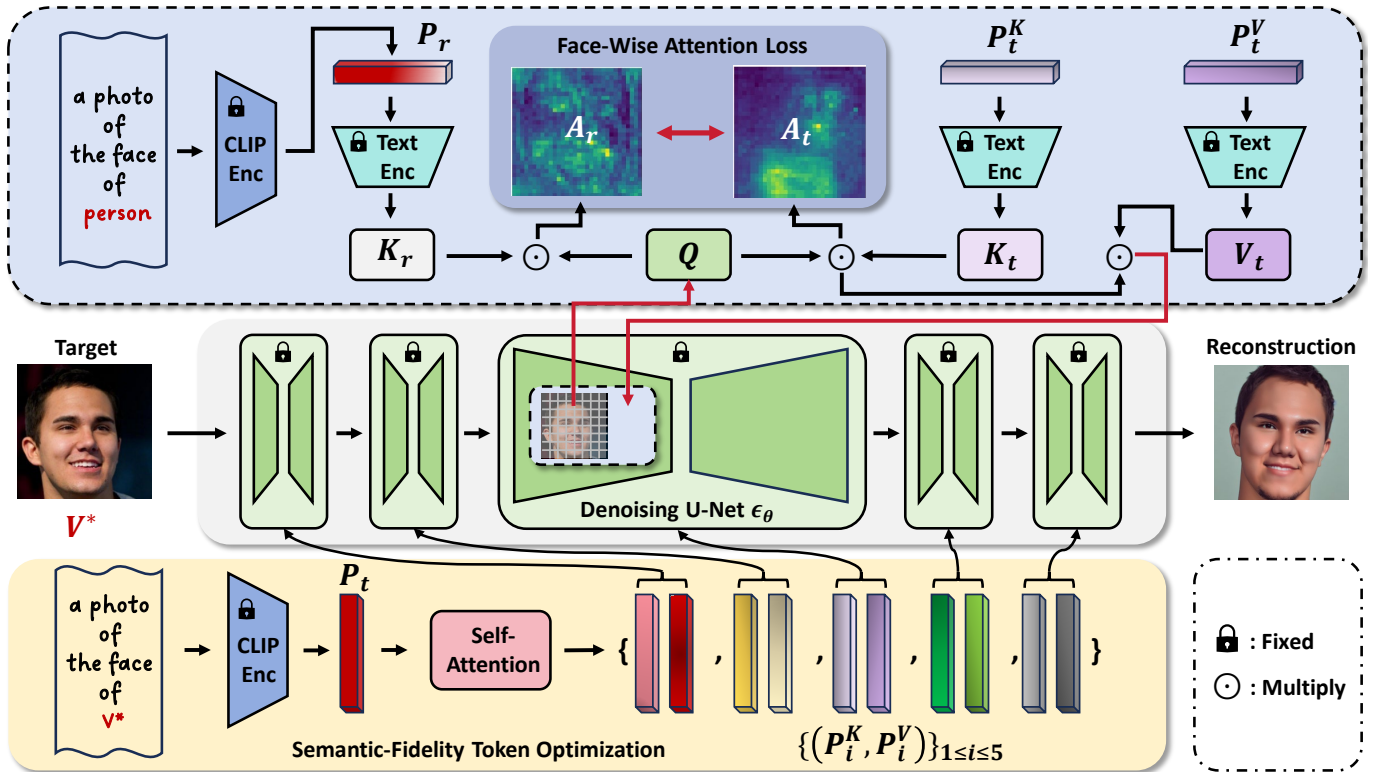 a photo
of
the face
of
person
CLIP
Enc
P_r
Text
Enc
K_r
Face-Wise Attention Loss
A_r
A_t
Q
P_t^K
Text
Enc
K_t
P_t^V
Text
Enc
V_t
Target
V*
Denoising U-Net ϵ_θ
Reconstruction
a photo
of
the face
of
V*
CLIP
Enc
P_t
Self-
Attention
{ , , , , }
Semantic-Fidelity Token Optimization
{(P_i^K, P_i^V)}_{1≤i≤5}
: Fixed
: Multiply